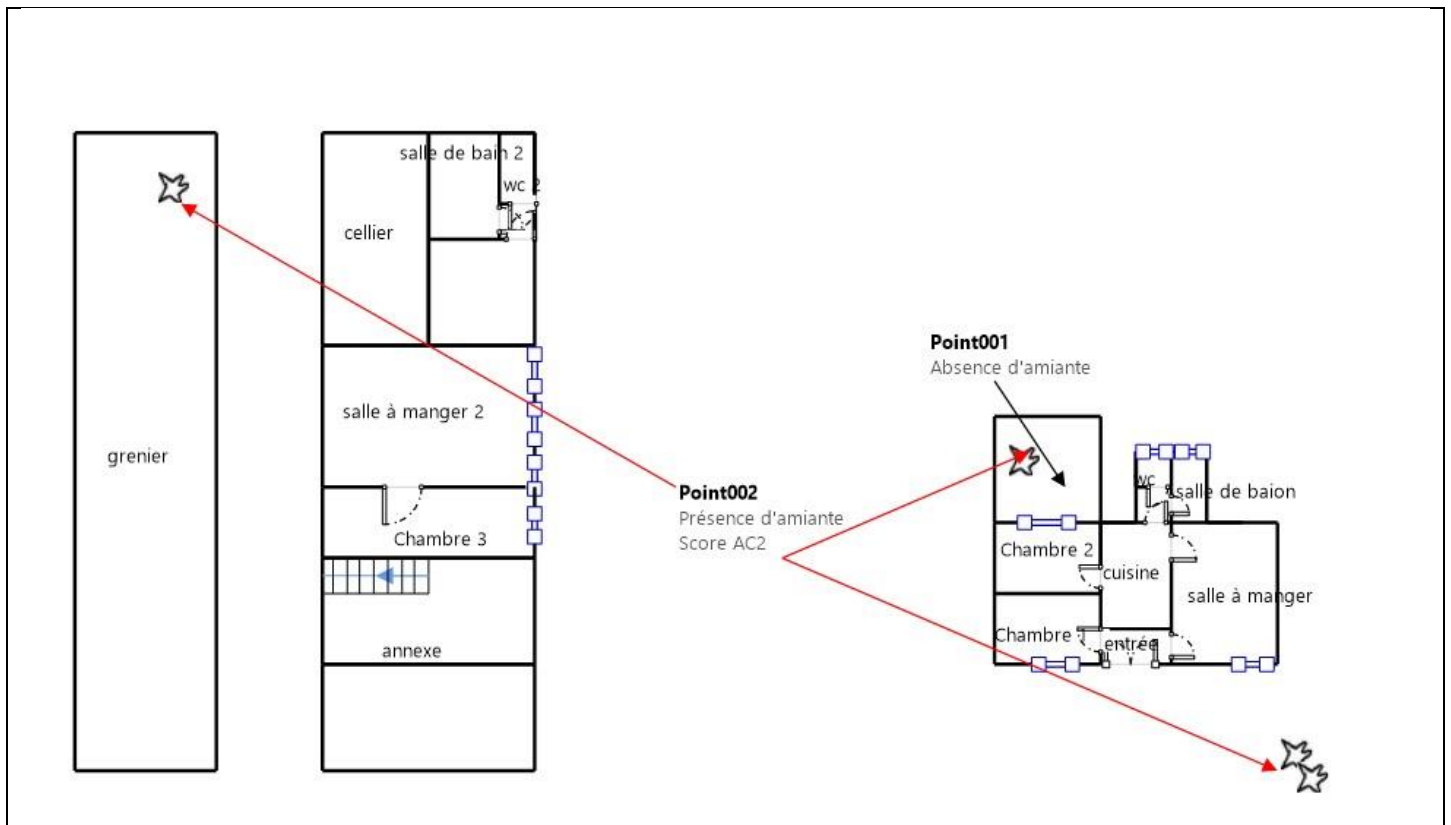 salle de bain 2
wc 2
cellier
Point001
Absence d'amiante
salle à manger 2
grenier
Point002
Présence d'amiante
Score AC2
wc
salle de baion
Chambre 3
Chambre 2
cuisine
salle à manger
Chambre
entrée
annexe